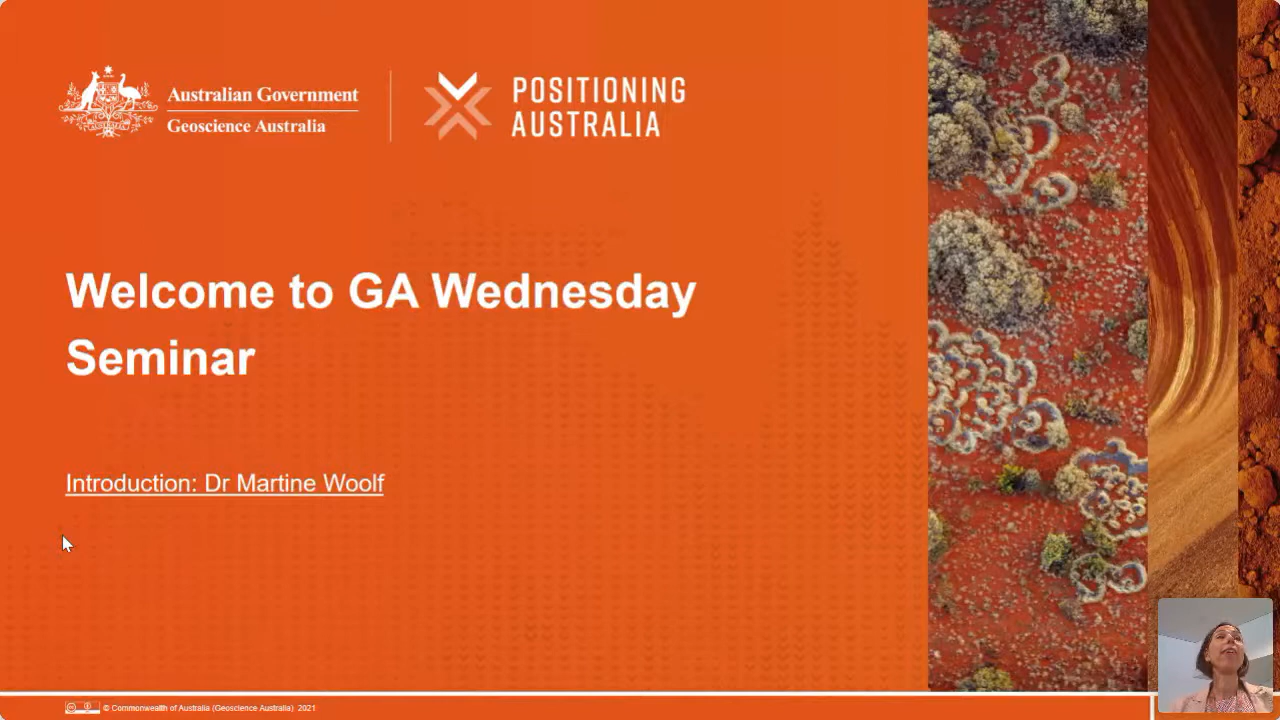 Australian Government
Geoscience Australia
POSITIONING
AUSTRALIA
Welcome to GA Wednesday
Seminar
Introduction: Dr Martine Woolf
© Commonwealth of Australia (Geoscience Australia) 2021